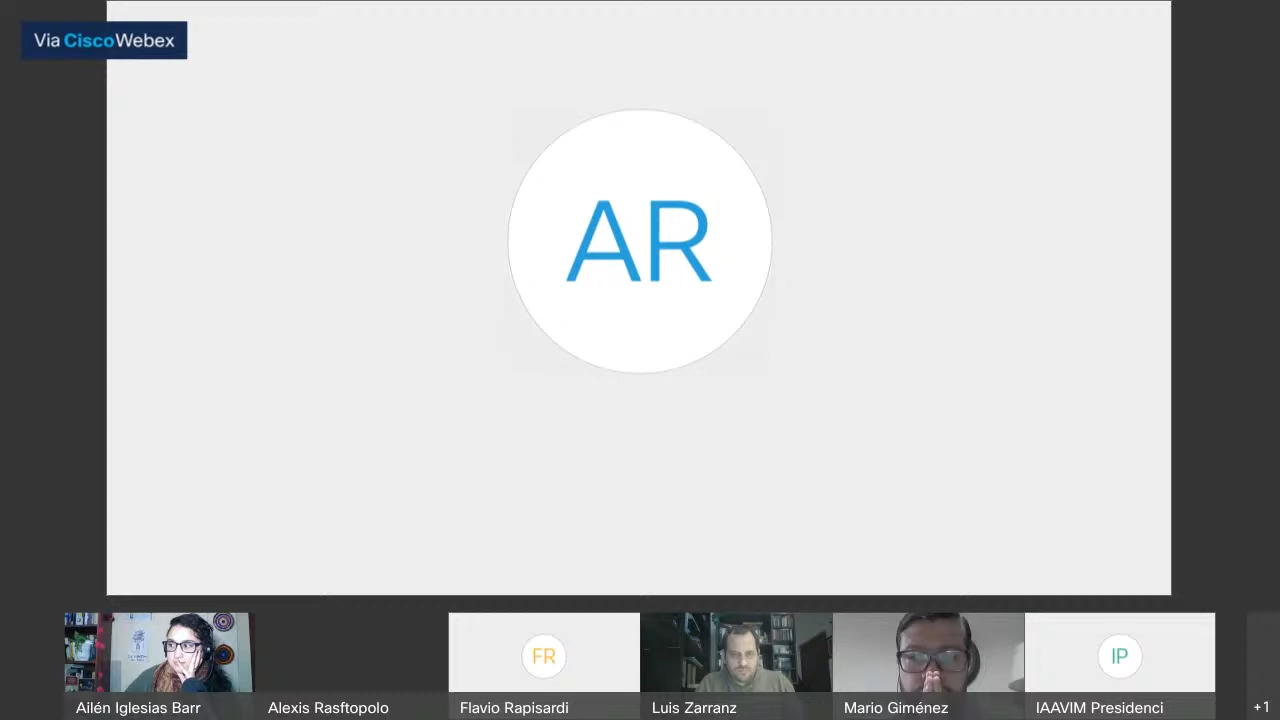 Via CiscoWebex
AR
FR
IP
Ailén Iglesias Barr
Alexis Rasftopolo
Flavio Rapisardi
Luis Zarranz
Mario Giménez
IAAVIM Presidenci
+1